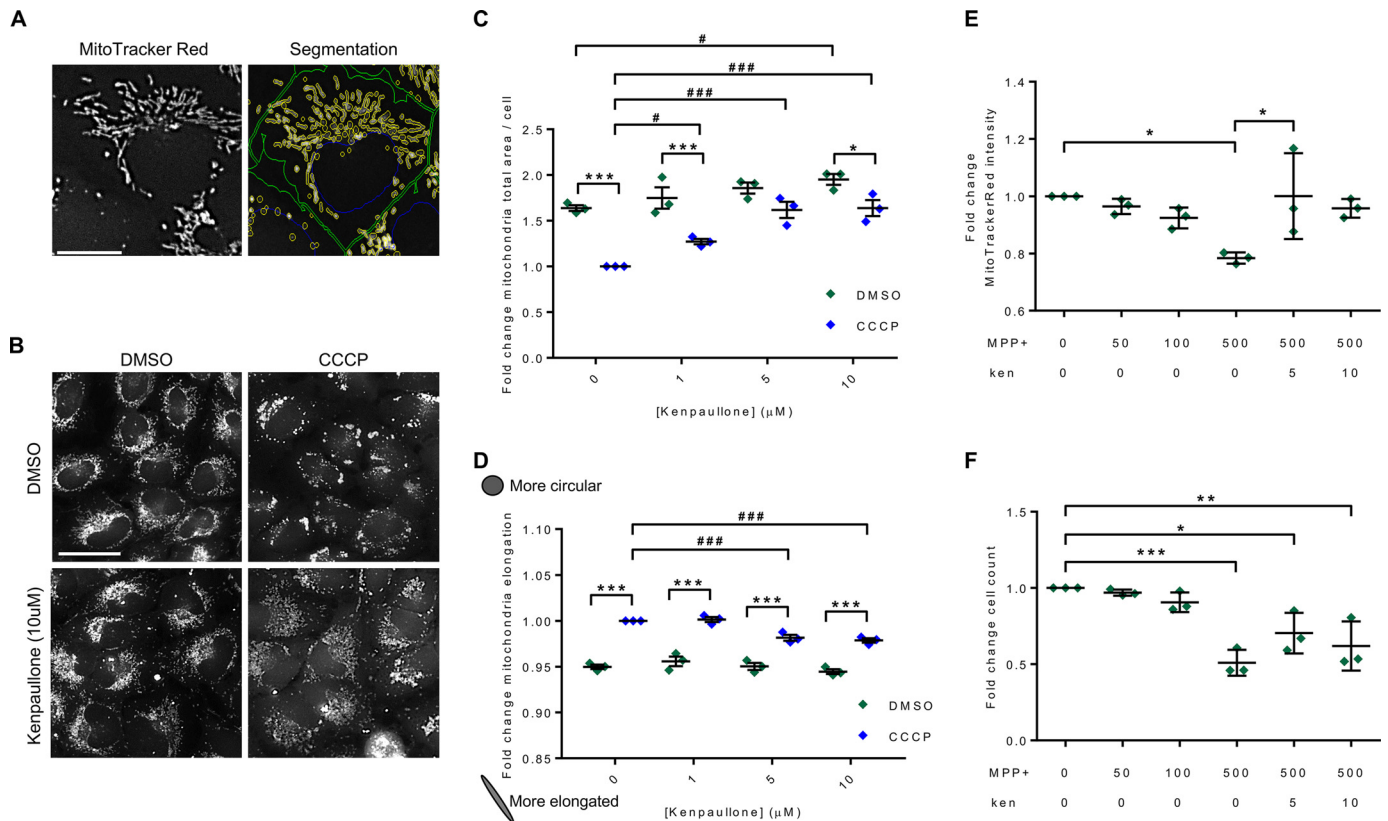 A
MitoTracker Red
Segmentation
B
DMSO
CCCP
DMSO
Kenpaullone (10uM)
C
#
###
###
#
***
***
*
Fold change mitochondria total area / cell
2.5
2.0
1.5
1.0
0.5
0.0
DMSO
CCCP
0
1
5
10
[Kenpaullone] (μM)
D
More circular
###
###
***
***
***
***
Fold change mitochondria elongation
1.10
1.05
1.00
0.95
0.90
0.85
DMSO
CCCP
0
1
5
10
More elongated
[Kenpaullone] (μM)
E
*
*
Fold change
MitoTrackerRed intensity
1.4
1.2
1.0
0.8
0.6
MPP+ 0 50 100 500 500 500
ken 0 0 0 0 5 10
F
**
*
***
Fold change cell count
1.5
1.0
0.5
0.0
MPP+ 0 50 100 500 500 500
ken 0 0 0 0 5 10